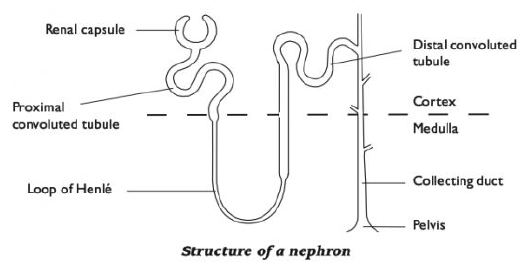 Renal capsule
Distal convoluted
tubule
Proximal
convoluted tubule
Cortex
Medulla
Loop of Henlé
Collecting duct
Pelvis
Structure of a nephron